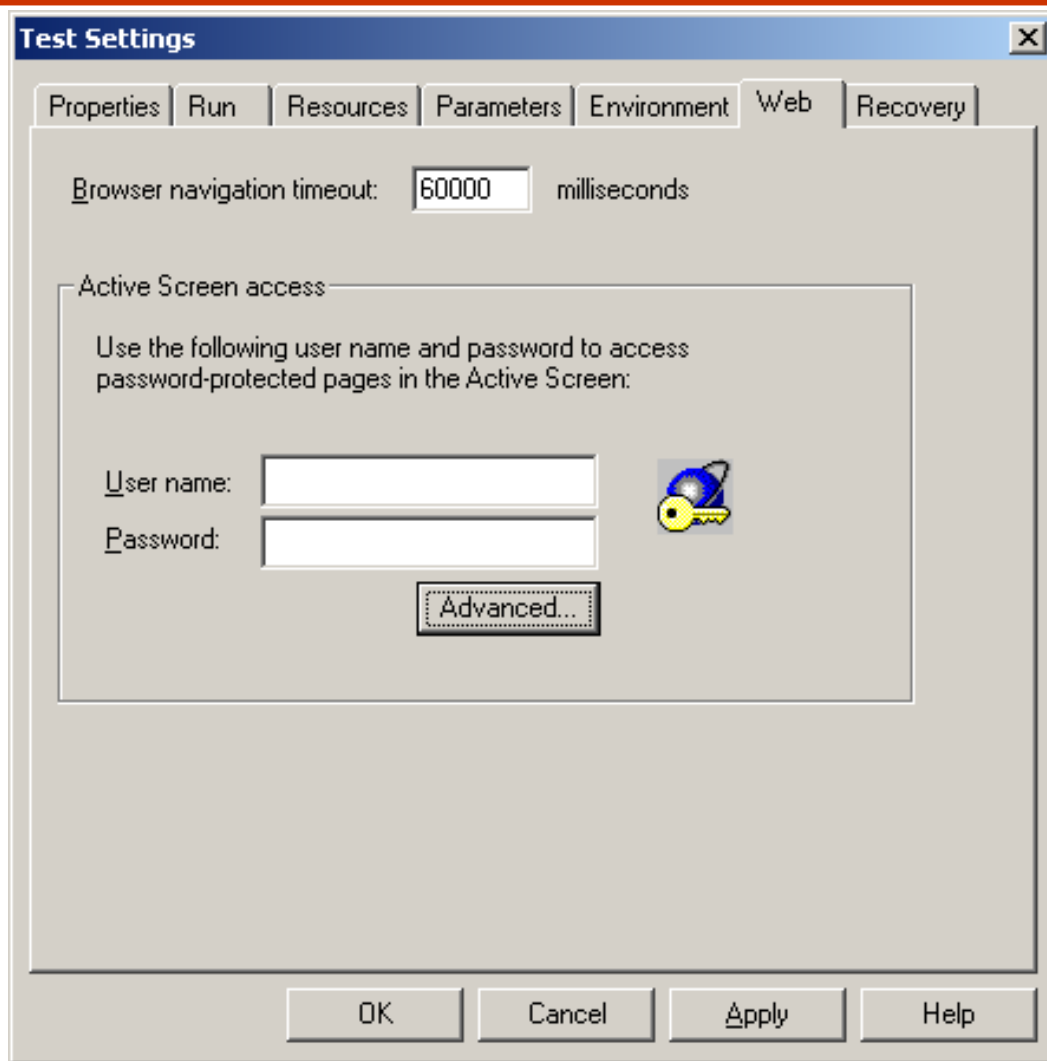 Test Settings
Properties Run Resources Parameters Environment Web Recovery
Browser navigation timeout: 60000 milliseconds
Active Screen access
Use the following user name and password to access
password-protected pages in the Active Screen:
User name:
Password:
Advanced...
OK Cancel Apply Help